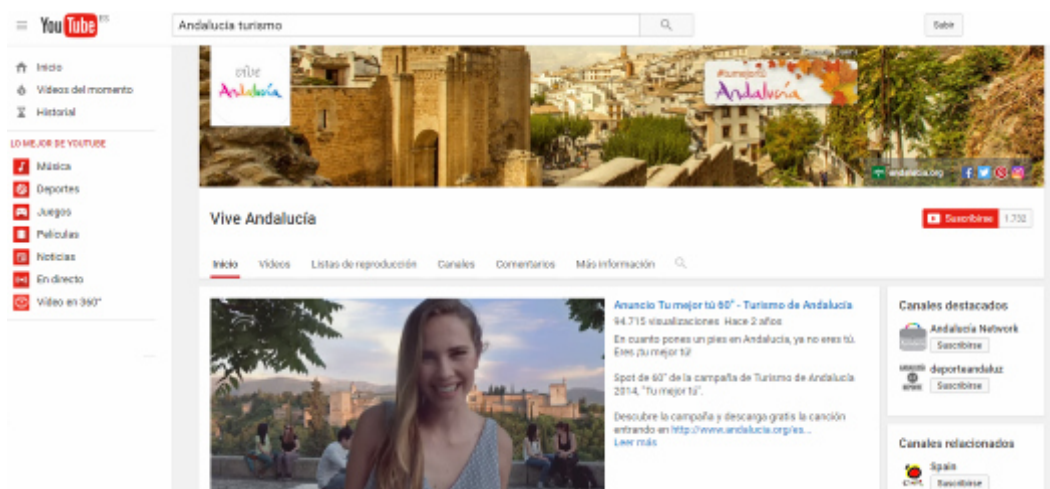 YouTube ES
Andalucía turismo
Subir
Inicio
Vídeos del momento
Historial
LO MEJOR DE YOUTUBE
Música
Deportes
Juegos
Películas
Noticias
En directo
Vídeo en 360°
vive
Andalucía
#tumejortú
Andalucía
andalucia.org
Vive Andalucía
Suscribirse 1.732
Inicio Vídeos Listas de reproducción Canales Comentarios Más información
Anuncio Tu mejor tú 60" - Turismo de Andalucía
94.715 visualizaciones Hace 2 años
En cuanto pones un pies en Andalucía, ya no eres tú.
Eres ¡tu mejor tú!
Spot de 60" de la campaña de Turismo de Andalucía
2014, "Tu mejor tú".
Descubre la campaña y descarga gratis la canción
entrando en http://www.andalucia.org/es...
Leer más
Canales destacados
Andalucía Network
Suscribirse
deporteandaluz
Suscribirse
Canales relacionados
Spain
Suscribirse